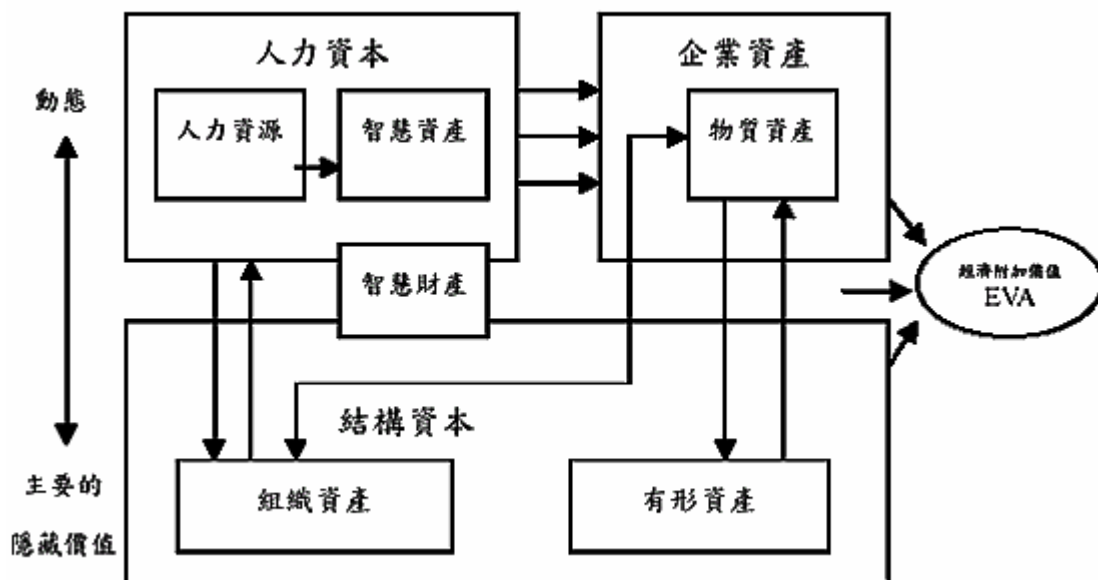 人力資本
企業資產
動態
人力資源
智慧資產
物質資產
智慧財產
經濟附加價值
EVA
結構資本
主要的
隱藏價值
組織資產
有形資產